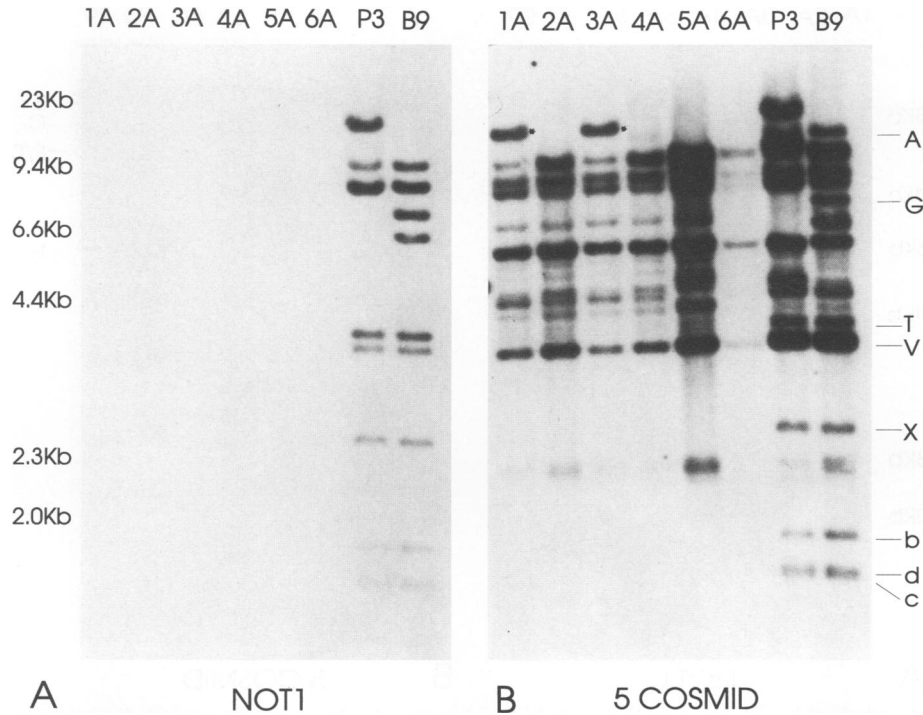 1A 2A 3A 4A 5A 6A P3 B9
1A 2A 3A 4A 5A 6A P3 B9
23Kb
9.4Kb
6.6Kb
4.4Kb
2.3Kb
2.0Kb
A
G
T
V
X
b
d
c
A NOT1
B 5 COSMID